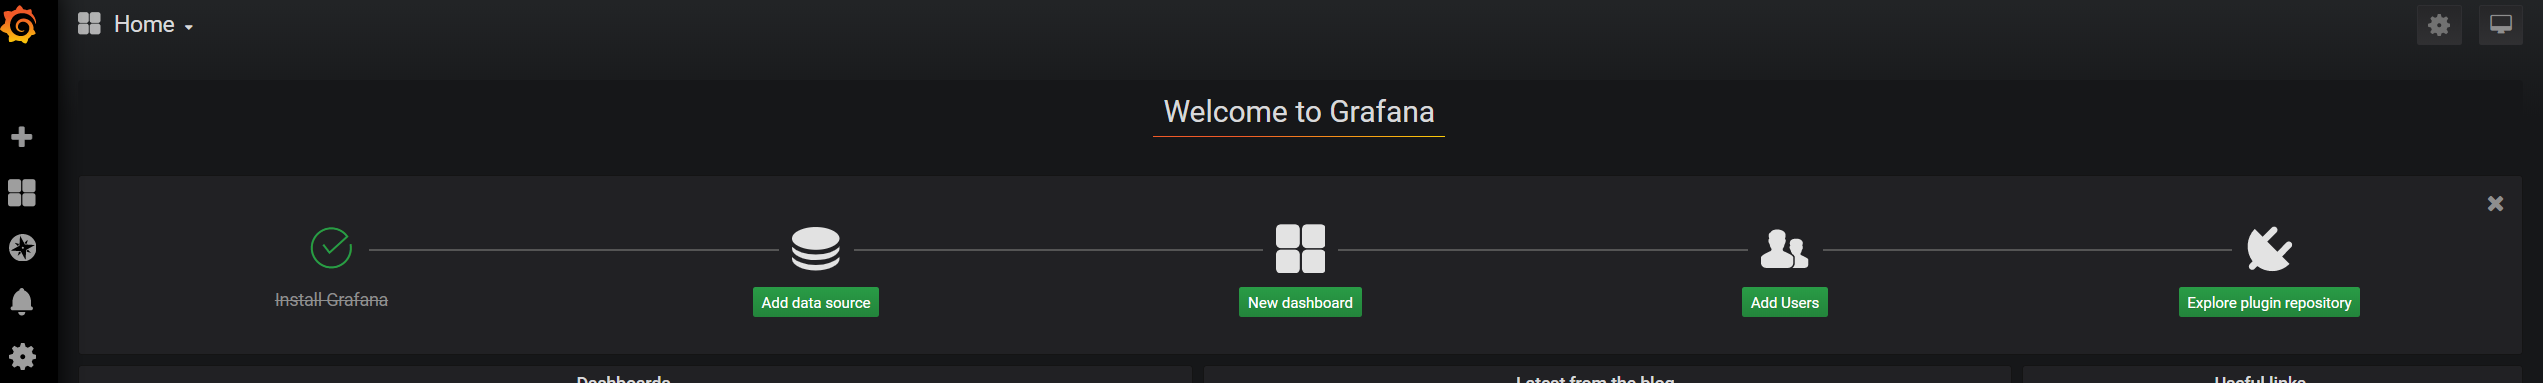 Home
Welcome to Grafana
Install Grafana
Add data source
New dashboard
Add Users
Explore plugin repository
Dashboards
Latest from the blog
Useful links